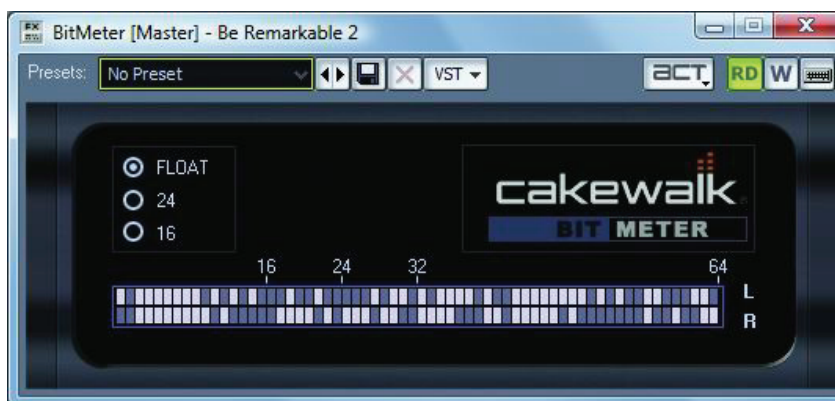 BitMeter [Master] - Be Remarkable 2
Presets: No Preset VST ACT RD W
FLOAT
24
16
cakewalk
BIT METER
16 24 32 64
L
R